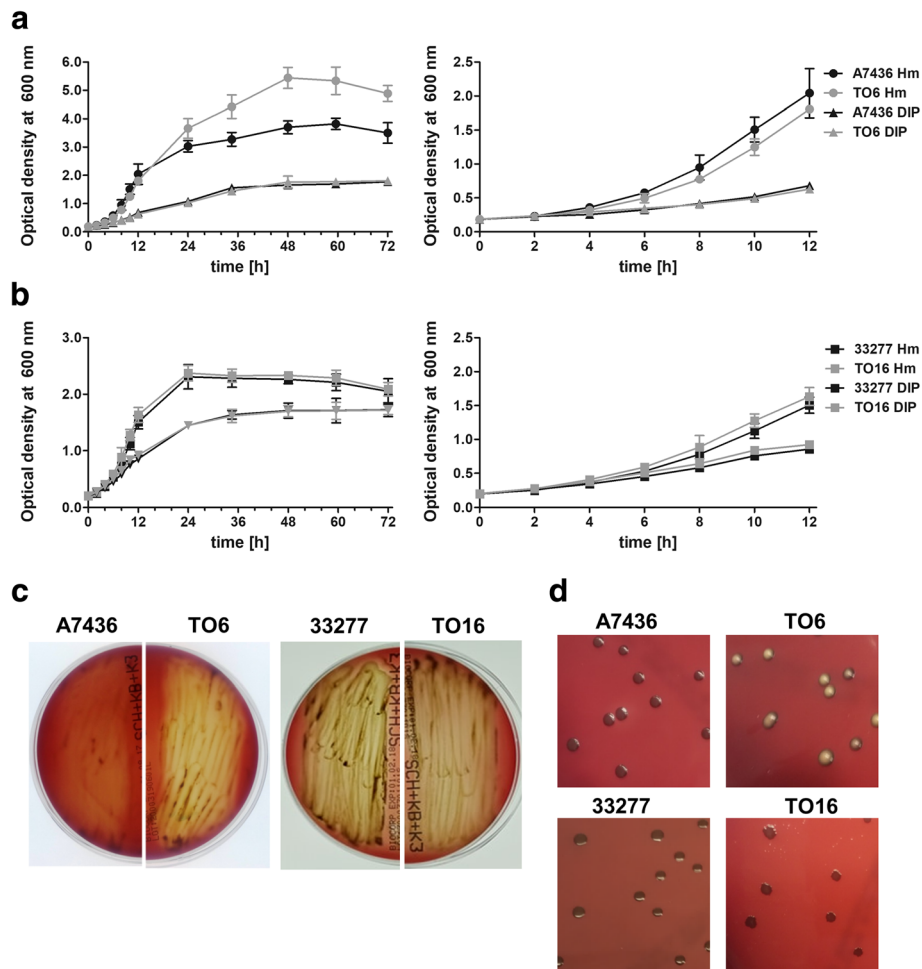 a
Optical density at 600 nm
6.0
5.0
4.0
3.0
2.0
1.0
0.0
0 12 24 36 48 60 72
time [h]
Optical density at 600 nm
2.5
2.0
1.5
1.0
0.5
0.0
0 2 4 6 8 10 12
time [h]
A7436 Hm
TO6 Hm
A7436 DIP
TO6 DIP
b
Optical density at 600 nm
3.0
2.0
1.0
0.0
0 12 24 36 48 60 72
time [h]
Optical density at 600 nm
2.5
2.0
1.5
1.0
0.5
0.0
0 2 4 6 8 10 12
time [h]
33277 Hm
TO16 Hm
33277 DIP
TO16 DIP
c
A7436 TO6
SCH+KB+K3
33277 TO16
SCH+KB+K3
SCH+KB+K3
d
A7436 TO6
33277 TO16